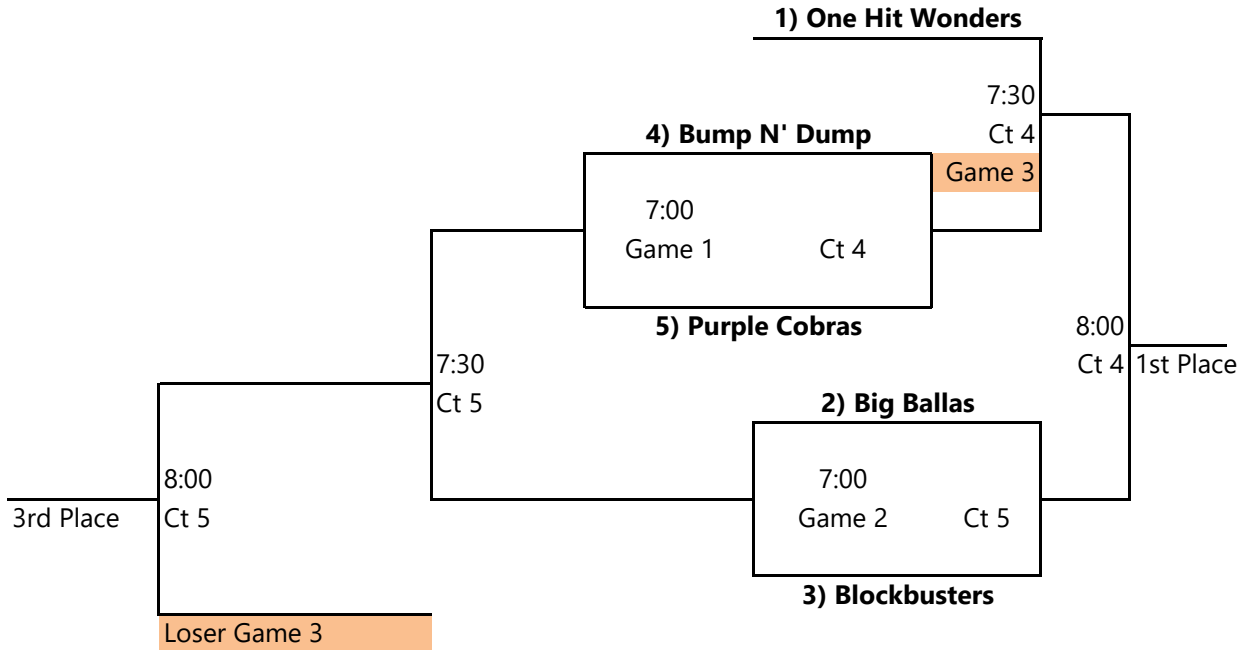 1) One Hit Wonders
7:30
Ct 4
Game 3
4) Bump N' Dump
7:00
Game 1 Ct 4
5) Purple Cobras
8:00
Ct 4 1st Place
7:30
Ct 5
2) Big Ballas
7:00
Game 2 Ct 5
3) Blockbusters
8:00
3rd Place Ct 5
Loser Game 3